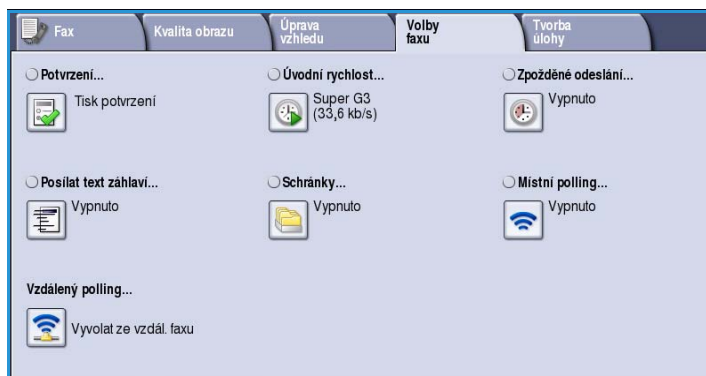 Fax
Kvalita obrazu
Úprava
vzhledu
Volby
faxu
Tvorba
úlohy
Potvrzení...
Úvodní rychlost...
Zpožděné odeslání...
Tisk potvrzení
Super G3
(33,6 kb/s)
Vypnuto
Posílat text záhlaví...
Schránky...
Místní polling...
Vypnuto
Vypnuto
Vypnuto
Vzdálený polling...
Vyvolat ze vzdál. faxu